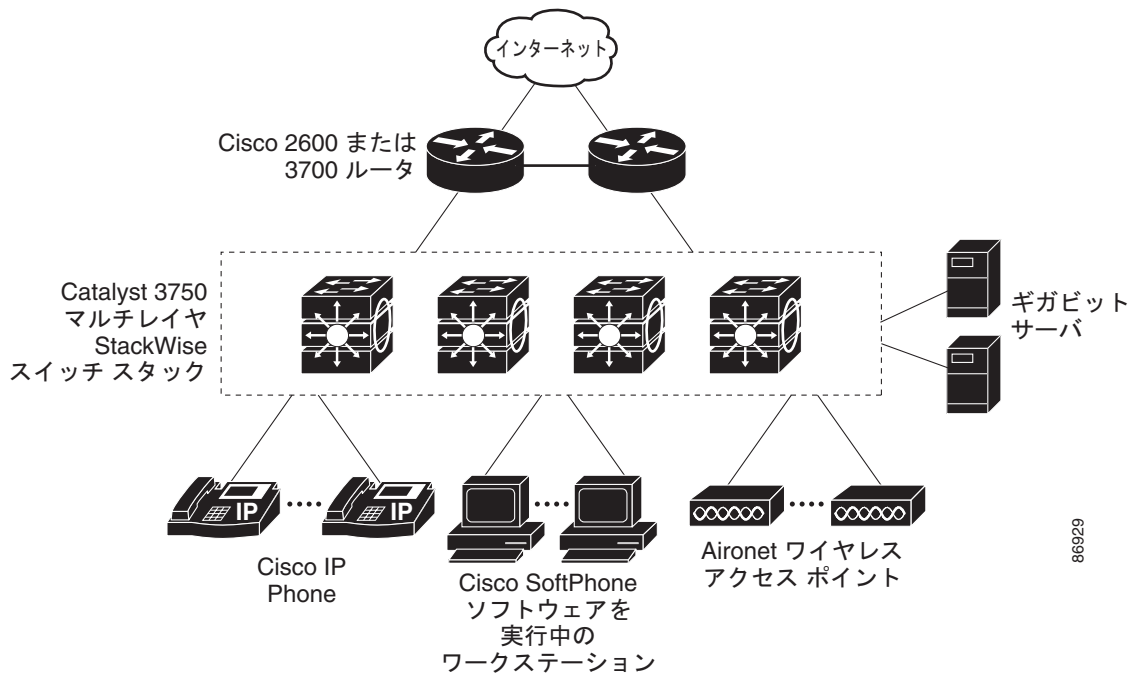 インターネット
Cisco 2600 または
3700 ルータ
Catalyst 3750
マルチレイヤ
StackWise
スイッチ スタック
ギガビット
サーバ
IP
IP
Cisco IP
Phone
Cisco SoftPhone
ソフトウェアを
実行中の
ワークステーション
Aironet ワイヤレス
アクセス ポイント
86929